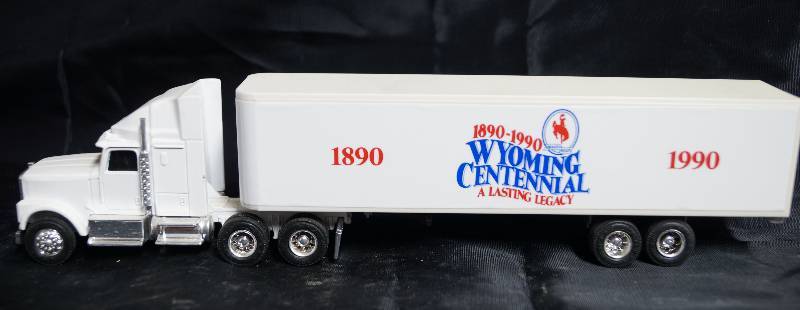 1890
1890-1990
WYOMING
CENTENNIAL
A LASTING LEGACY
1990